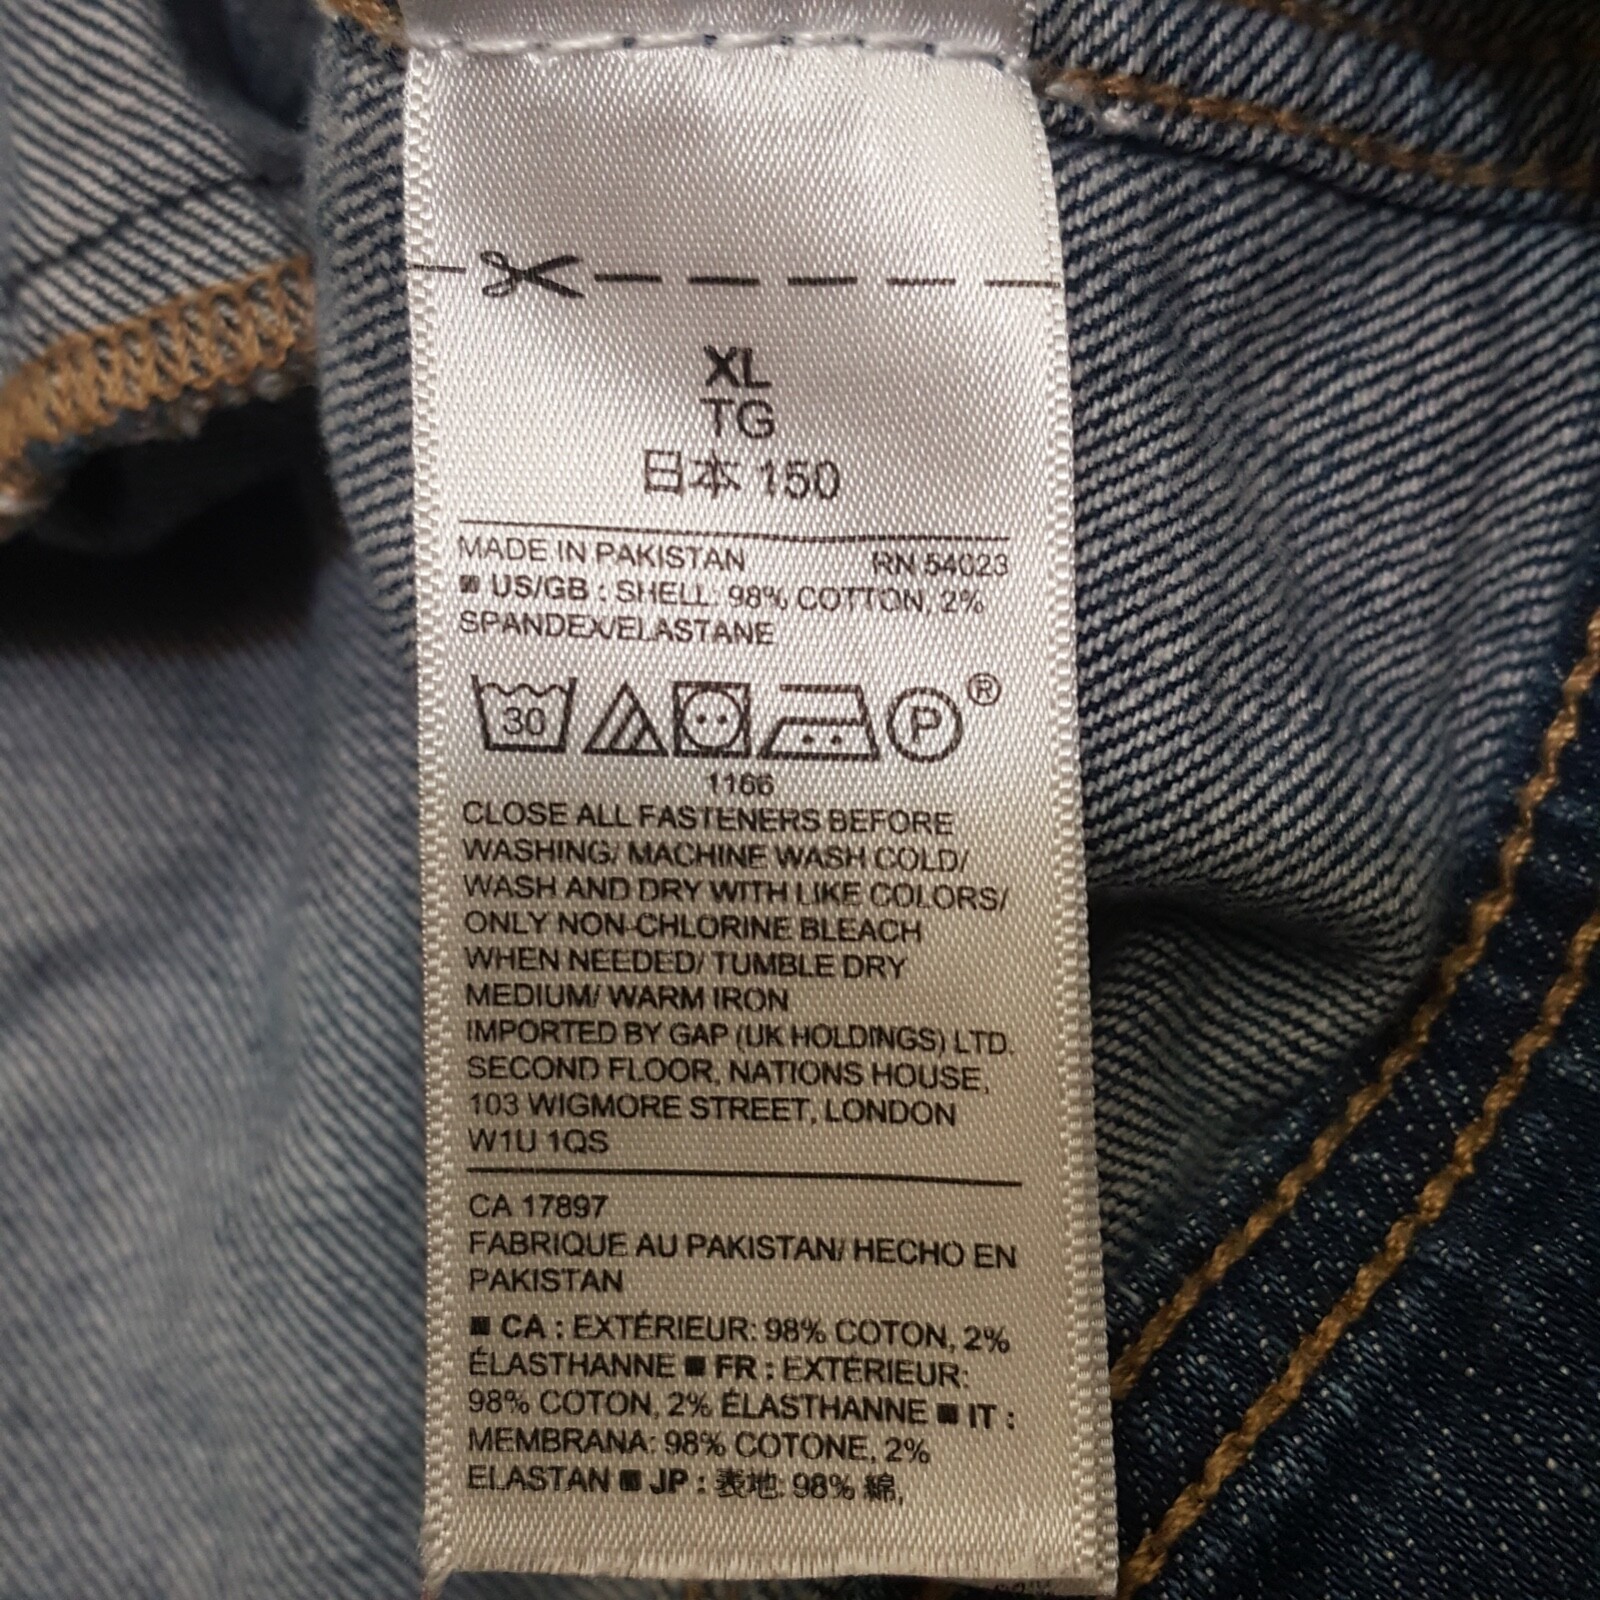 XL
TG
日本 150
MADE IN PAKISTAN RN 54023
■ US/GB : SHELL: 98% COTTON, 2%
SPANDEX/ELASTANE
30 P ®
1166
CLOSE ALL FASTENERS BEFORE
WASHING/ MACHINE WASH COLD/
WASH AND DRY WITH LIKE COLORS/
ONLY NON-CHLORINE BLEACH
WHEN NEEDED/ TUMBLE DRY
MEDIUM/ WARM IRON
IMPORTED BY GAP (UK HOLDINGS) LTD.
SECOND FLOOR, NATIONS HOUSE,
103 WIGMORE STREET, LONDON
W1U 1QS
CA 17897
FABRIQUE AU PAKISTAN/ HECHO EN
PAKISTAN
■ CA : EXTÉRIEUR: 98% COTON, 2%
ÉLASTHANNE ■ FR : EXTÉRIEUR:
98% COTON, 2% ÉLASTHANNE ■ IT :
MEMBRANA: 98% COTONE, 2%
ELASTAN ■ JP : 表地: 98% 綿,